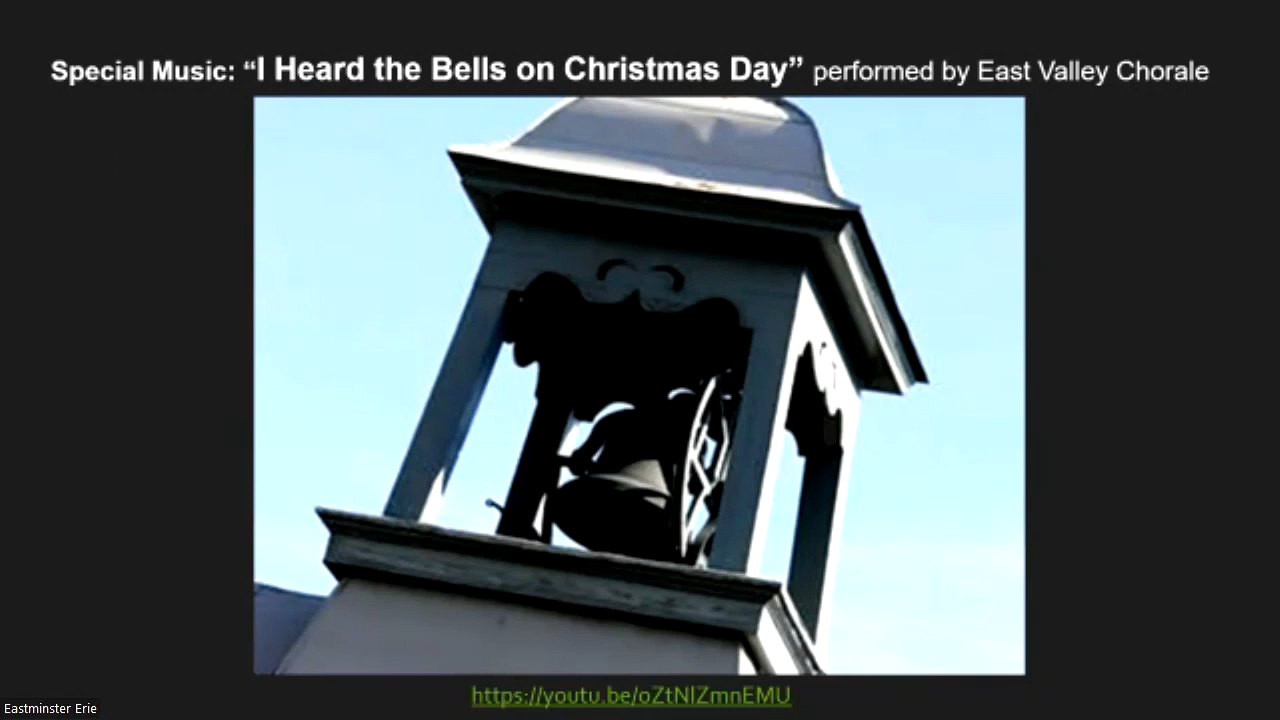 Special Music: “I Heard the Bells on Christmas Day” performed by East Valley Chorale
https://youtu.be/oZtNlZmnEMU
Eastminster Erie